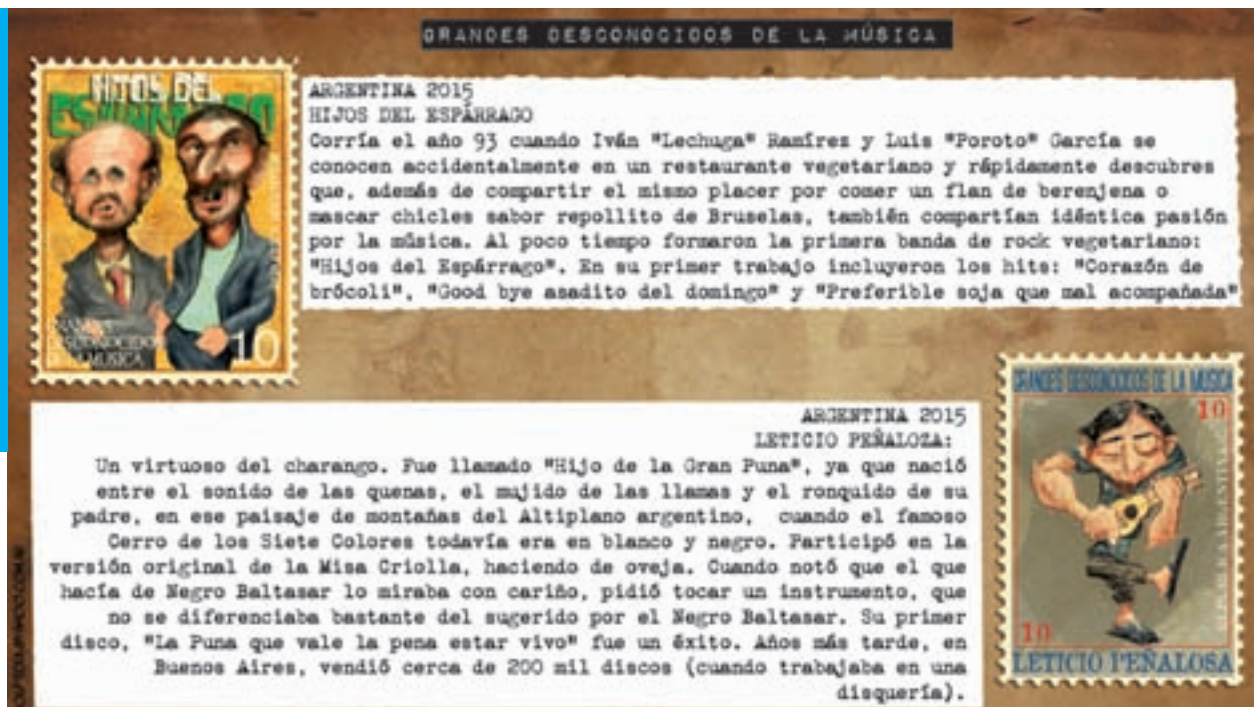 GRANDES DESCONOCIDOS DE LA MÚSICA
HIJOS DEL
ESPÁRRAGO
GRANDES
DESCONOCIDOS
DE LA MÚSICA
10
ARGENTINA 2015
HIJOS DEL ESPÁRRAGO
Corría el año 93 cuando Iván "Lechuga" Ramírez y Luis "Poroto" García se
conocen accidentalmente en un restaurante vegetariano y rápidamente descubres
que, además de compartir el mismo placer por comer un flan de berenjena o
mascar chicles sabor repollito de Bruselas, también compartían idéntica pasión
por la música. Al poco tiempo formaron la primera banda de rock vegetariano:
"Hijos del Espárrago". En su primer trabajo incluyeron los hits: "Corazón de
brócoli", "Good bye asadito del domingo" y "Preferible soja que mal acompañada"
ARGENTINA 2015
LETICIO PEÑALOZA:
Un virtuoso del charango. Fue llamado "Hijo de la Gran Puna", ya que nació
entre el sonido de las quenas, el mujido de las llamas y el ronquido de su
padre, en ese paisaje de montañas del Altiplano argentino, cuando el famoso
Cerro de los Siete Colores todavía era en blanco y negro. Participó en la
versión original de la Misa Criolla, haciendo de oveja. Cuando notó que el que
hacía de Negro Baltasar lo miraba con cariño, pidió tocar un instrumento, que
no se diferenciaba bastante del sugerido por el Negro Baltasar. Su primer
disco, "La Puna que vale la pena estar vivo" fue un éxito. Años más tarde, en
Buenos Aires, vendió cerca de 200 mil discos (cuando trabajaba en una
disquería).
GRANDES DESCONOCIDOS DE LA MUSICA
10
10
LETICIO PEÑALOSA